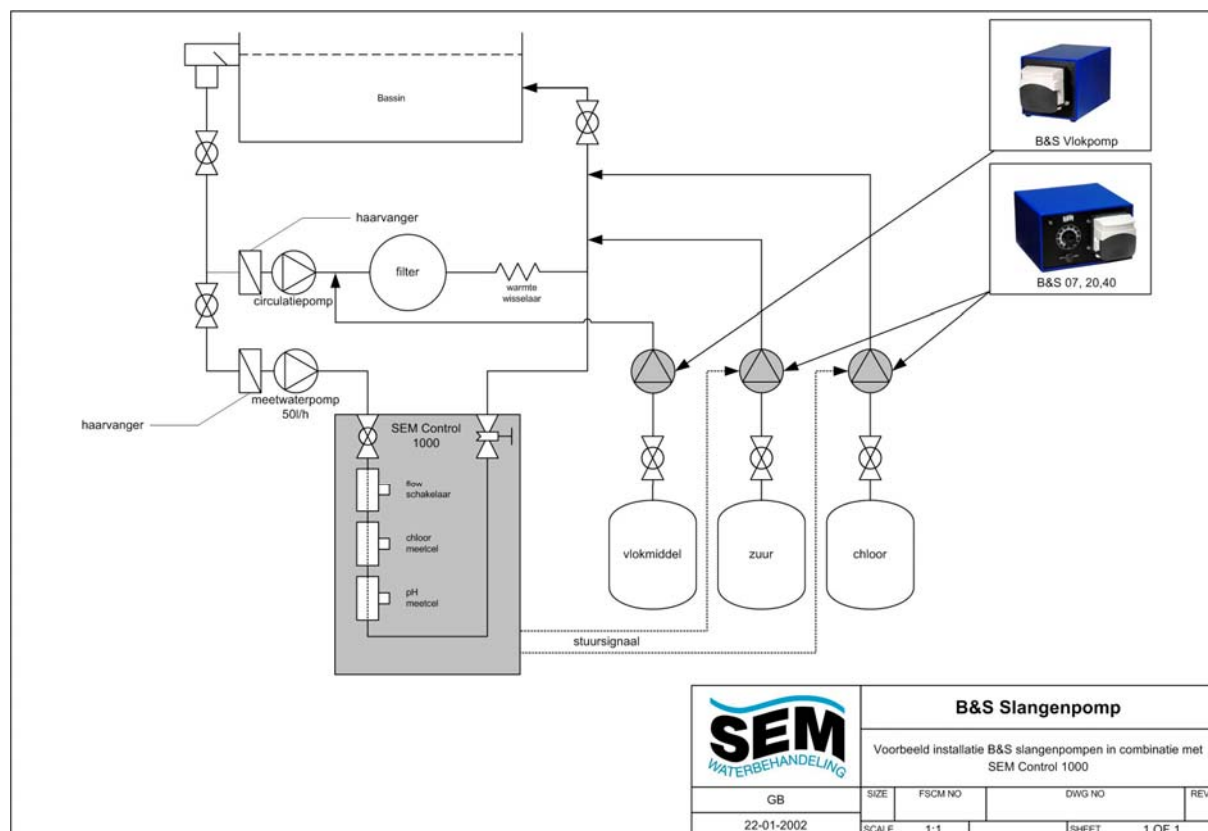 Bassin
B&S Vlokpomp
haarvanger
B&S 07, 20,40
filter
warmte
wisselaar
circulatiepomp
meetwaterpomp
50l/h
haarvanger
SEM Control
1000
flow
schakelaar
chloor
meetcel
pH
meetcel
vlokmiddel
zuur
chloor
stuursignaal
SEM
WATERBEHANDELING
B&S Slangenpomp
Voorbeeld installatie B&S slangenpompen in combinatie met
SEM Control 1000
GB
22-01-2002
SIZE
FSCM NO
DWG NO
REV
SCALE
1:1
SHEET
1 OF 1